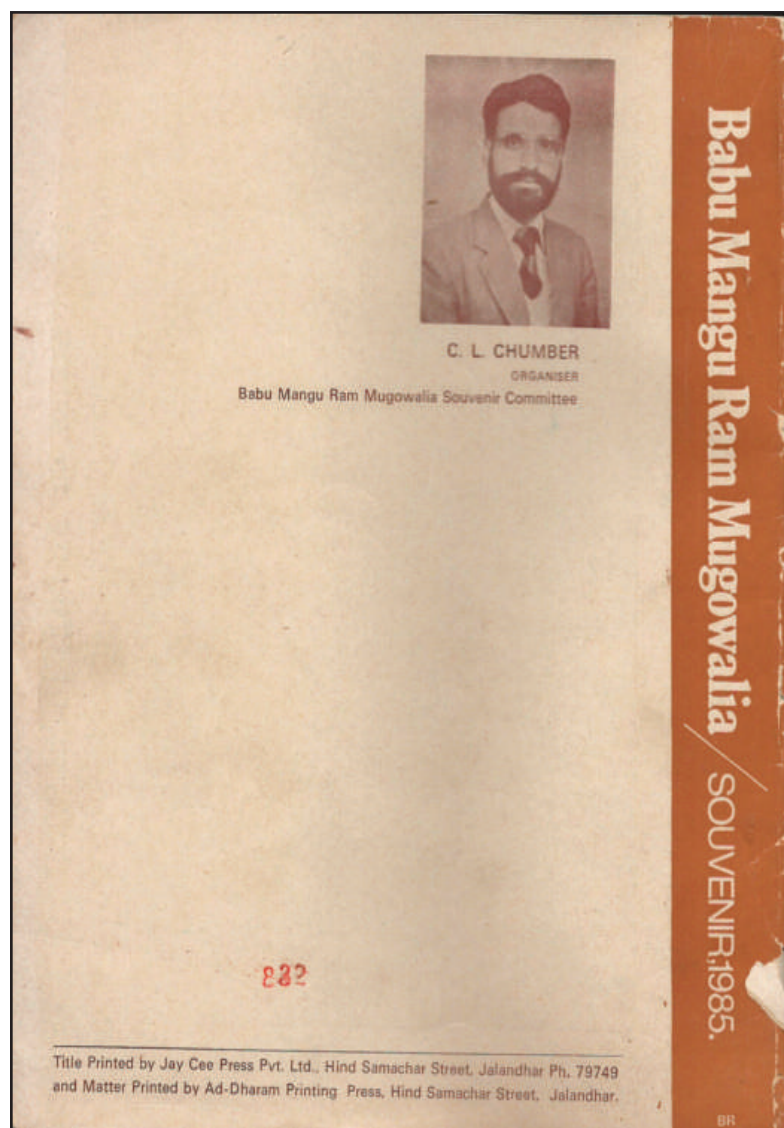 C. L. CHUMBER
ORGANISER
Babu Mangu Ram Mugowalia Souvenir Committee
Babu Mangu Ram Mugowalia / SOUVENIR,1985.
Title Printed by Jay Cee Press Pvt. Ltd., Hind Samachar Street, Jalandhar Ph. 79749
and Matter Printed by Ad-Dharam Printing Press, Hind Samachar Street, Jalandhar.
BR